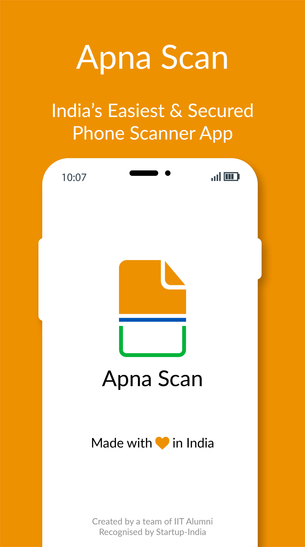 Apna Scan
India's Easiest & Secured
Phone Scanner App
10:07
Apna Scan
Made with 🧡 in India
Created by a team of IIT Alumni
Recognised by Startup-India